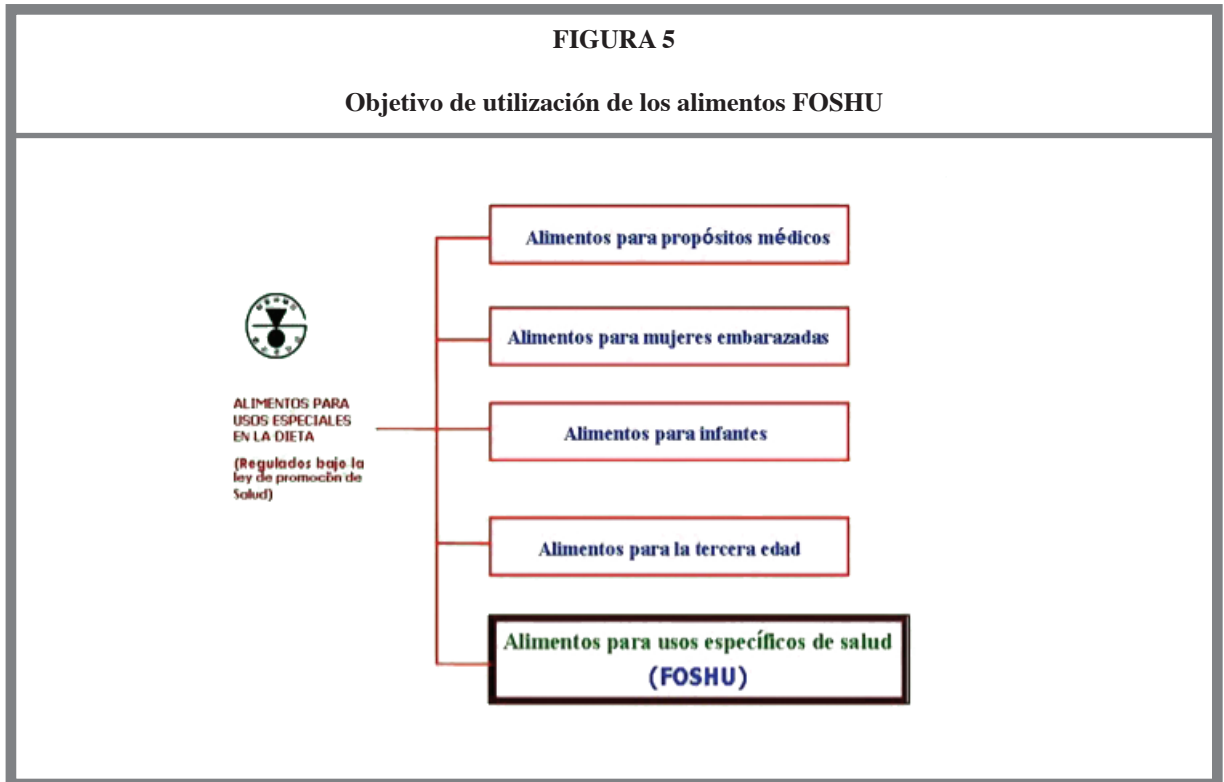 FIGURA 5
Objetivo de utilización de los alimentos FOSHU
Alimentos para propósitos médicos
Alimentos para mujeres embarazadas
ALIMENTOS PARA
USOS ESPECIALES
EN LA DIETA
(Regulados bajo la
ley de promocõn de
Salud)
Alimentos para infantes
Alimentos para la tercera edad
Alimentos para usos específicos de salud
(FOSHU)